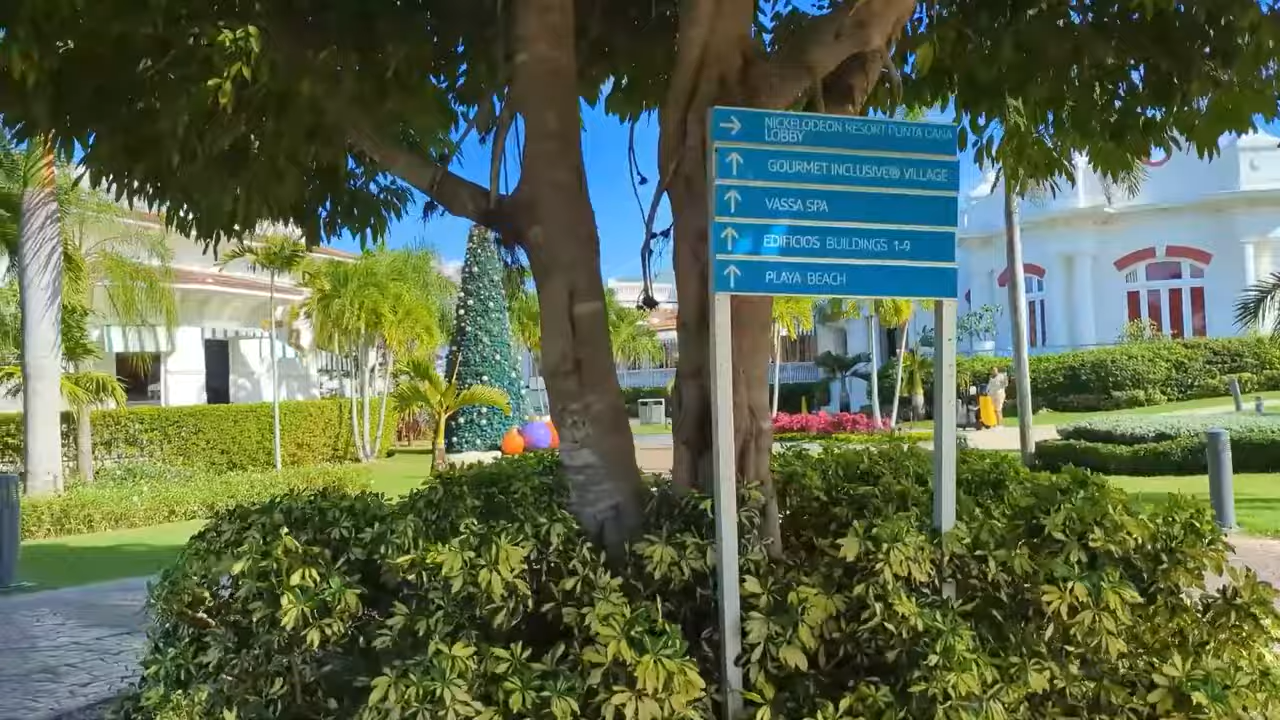 NICKELODEON RESORT PUNTA CANA
LOBBY
GOURMET INCLUSIVE® VILLAGE
VASSA SPA
EDIFICIOS BUILDINGS 1-9
PLAYA BEACH